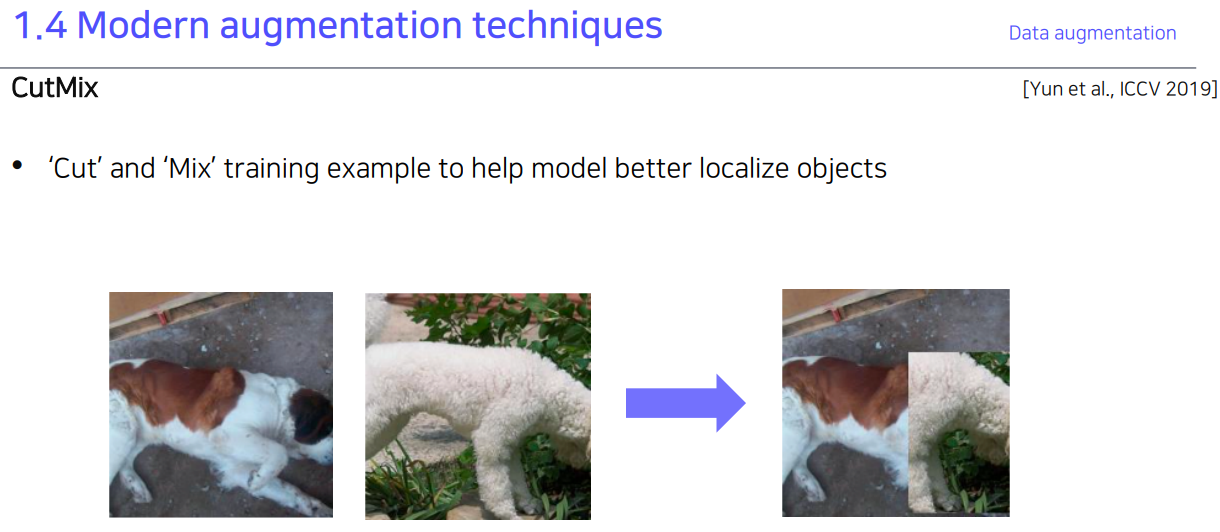 1.4 Modern augmentation techniques
Data augmentation
CutMix
[Yun et al., ICCV 2019]
• ‘Cut’ and ‘Mix’ training example to help model better localize objects